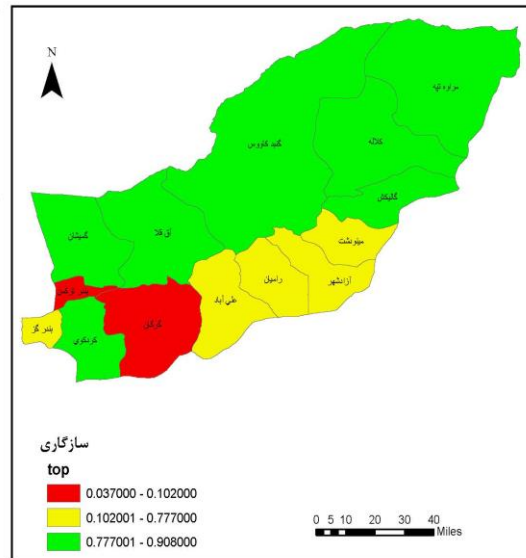 N
مراوه تپه
گنبد کاووس
کلاله
گالیکش
گمیشان
آق قلا
مینودشت
بندر ترکمن
علی آباد
رامیان
آزادشهر
بندر گز
کردکوی
گرگان
سازگاری
top
0.037000 - 0.102000
0.102001 - 0.777000
0.777001 - 0.908000
0 5 10 20 30 40
Miles